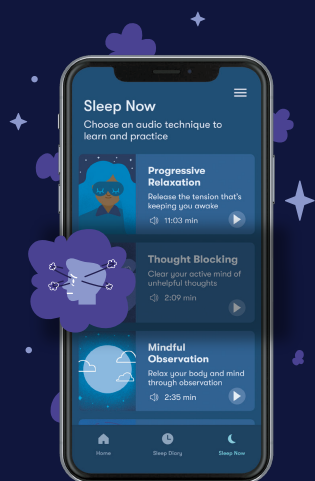 Sleep Now
Choose an audio technique to
learn and practice
Progressive
Relaxation
Release the tension that's
keeping you awake
11:03 min
Thought Blocking
Clear your active mind of
unhelpful thoughts
2:09 min
Mindful
Observation
Relax your body and mind
through observation
2:35 min
Home
Sleep Diary
Sleep Now